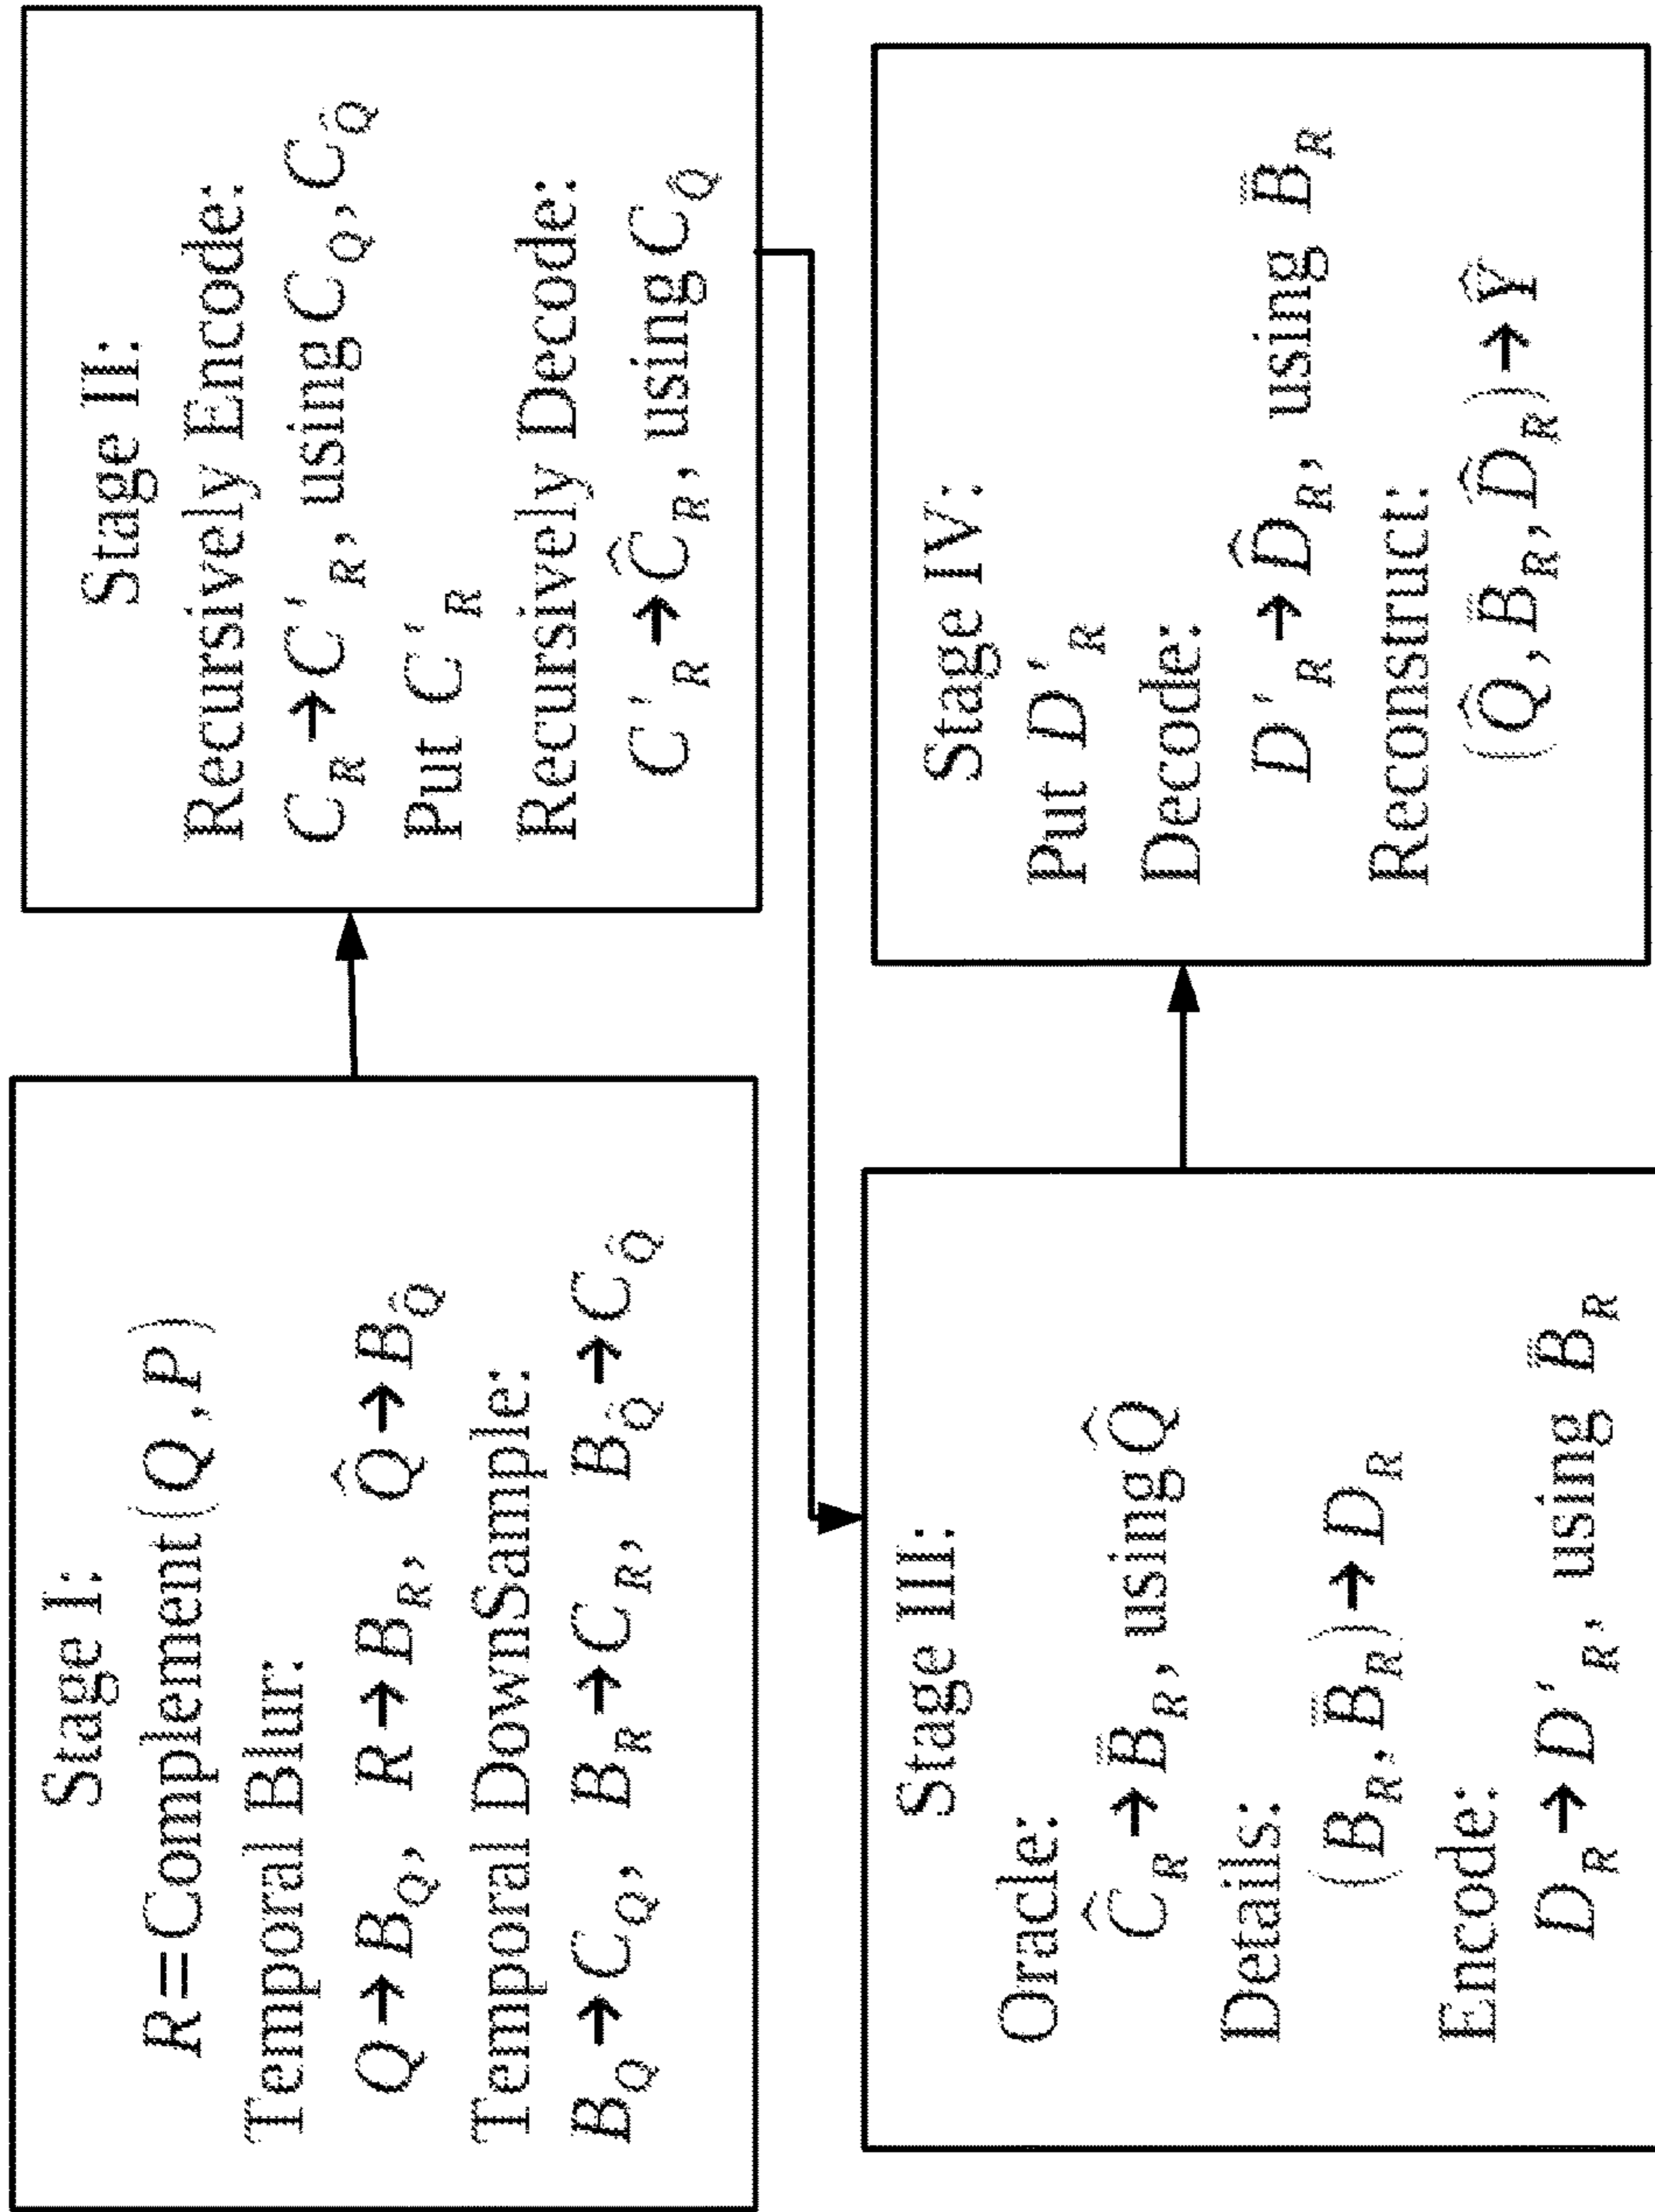 Stage I:
R=Complement(Q,P)
Temporal Blur:
Q→B_Q, R→B_R, Q̂→B_Q̂
Temporal DownSample:
B_Q→C_Q, B_R→C_R, B_Q̂→C_Q̂
Stage II:
Recursively Encode:
C_R→C'_R, using C_Q, C_Q̂
Put C'_R
Recursively Decode:
C'_R→Ĉ_R, using C_Q̂
Stage III:
Oracle:
Ĉ_R→B̿_R, using Q̂
Details:
(B_R, B̿_R)→D_R
Encode:
D_R→D'_R, using B̿_R
Stage IV:
Put D'_R
Decode:
D'_R→D̂_R, using B̿_R
Reconstruct:
(Q̂, B̿_R, D̂_R)→Ŷ